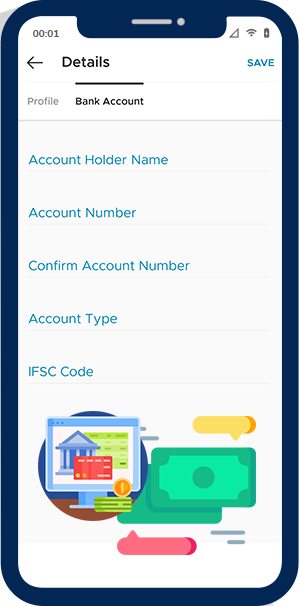 00:01
Details SAVE
Profile Bank Account
Account Holder Name
Account Number
Confirm Account Number
Account Type
IFSC Code